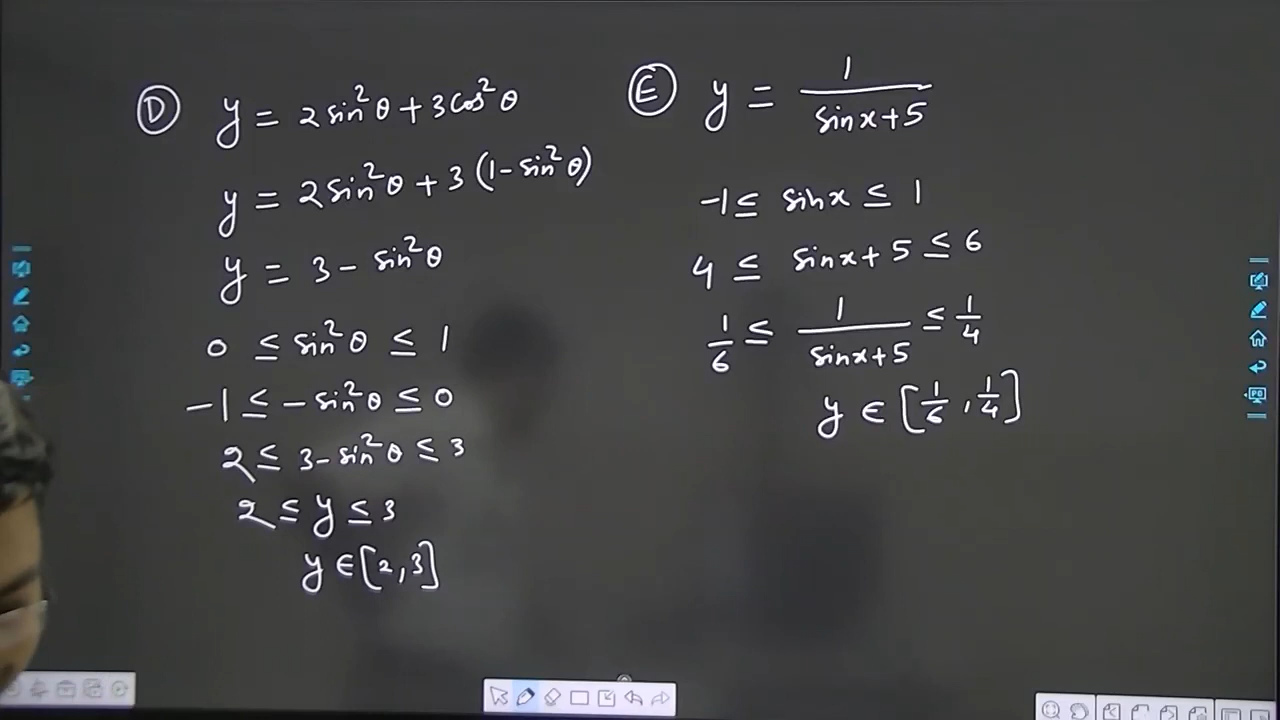 Ⓓ y = 2sin²θ + 3cos²θ
y = 2sin²θ + 3(1-sin²θ)
y = 3 - sin²θ
0 ≤ sin²θ ≤ 1
-1 ≤ -sin²θ ≤ 0
2 ≤ 3-sin²θ ≤ 3
2 ≤ y ≤ 3
y ∈ [2,3]
Ⓔ y = 1/(sinx+5)
-1 ≤ sinx ≤ 1
4 ≤ sinx+5 ≤ 6
1/6 ≤ 1/(sinx+5) ≤ 1/4
y ∈ [1/6, 1/4]